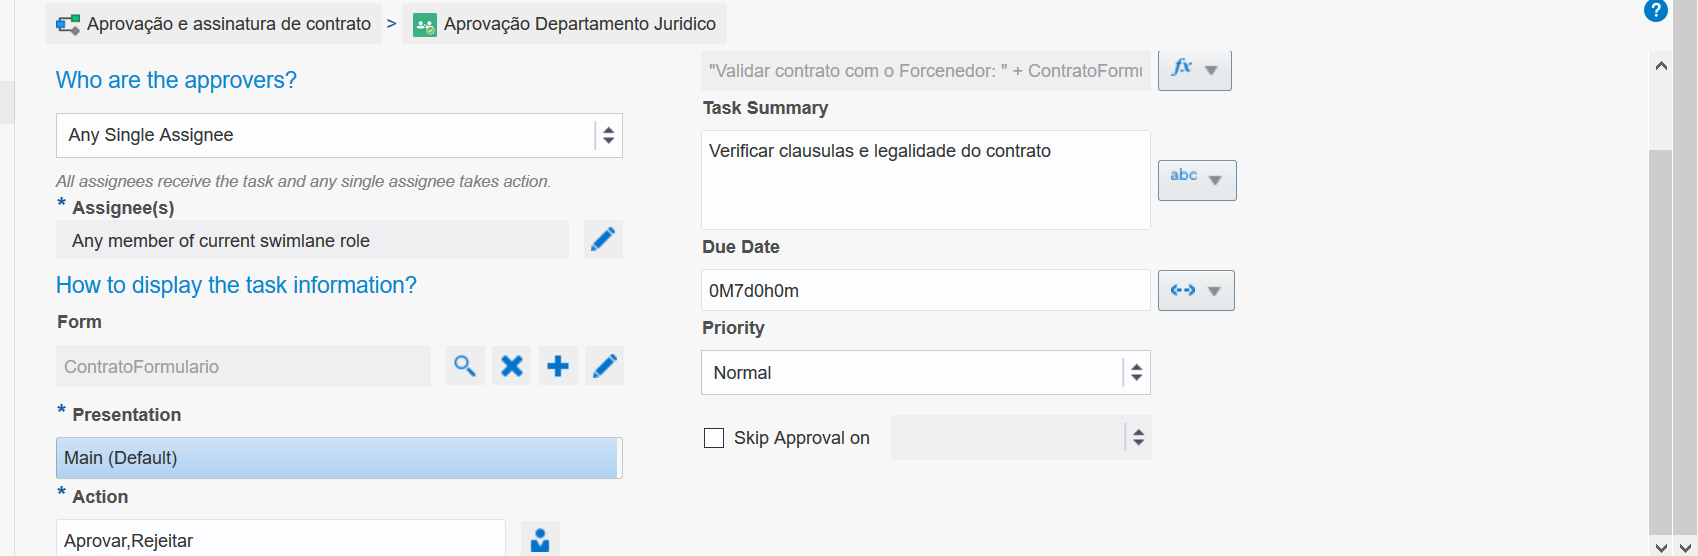 Aprovação e assinatura de contrato > Aprovação Departamento Juridico
?
Who are the approvers?
Any Single Assignee
All assignees receive the task and any single assignee takes action.
* Assignee(s)
Any member of current swimlane role
How to display the task information?
Form
ContratoFormulario
* Presentation
Main (Default)
* Action
Aprovar,Rejeitar
"Validar contrato com o Forcenedor: " + ContratoFormu
fx
Task Summary
Verificar clausulas e legalidade do contrato
abc
Due Date
0M7d0h0m
Priority
Normal
Skip Approval on